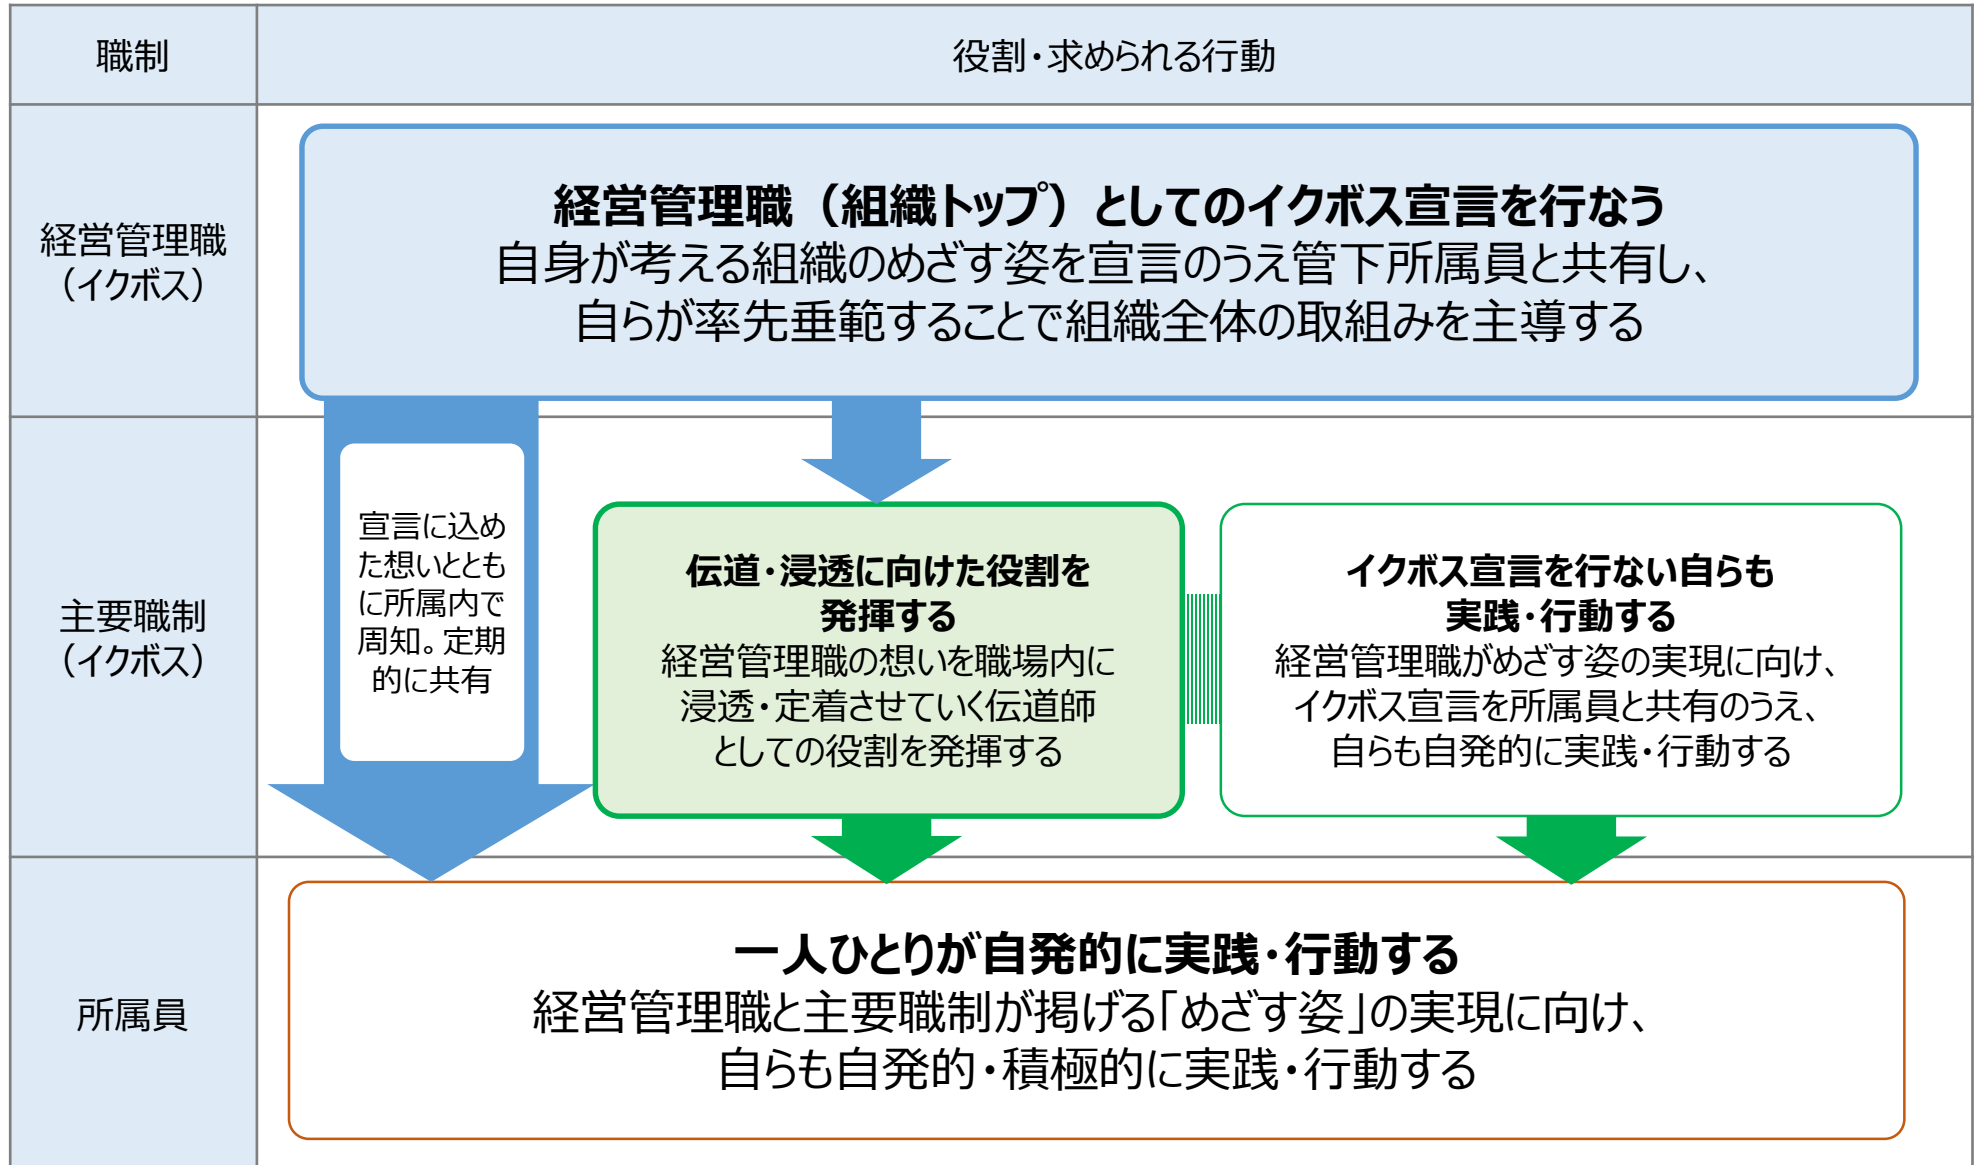 職制
役割・求められる行動
経営管理職
（イクボス）
経営管理職（組織トップ）としてのイクボス宣言を行なう
自身が考える組織のめざす姿を宣言のうえ管下所属員と共有し、
自らが率先垂範することで組織全体の取組みを主導する
主要職制
（イクボス）
宣言に込め
た想いととも
に所属内で
周知。定期
的に共有
伝道・浸透に向けた役割を
発揮する
経営管理職の想いを職場内に
浸透・定着させていく伝道師
としての役割を発揮する
イクボス宣言を行ない自らも
実践・行動する
経営管理職がめざす姿の実現に向け、
イクボス宣言を所属員と共有のうえ、
自らも自発的に実践・行動する
所属員
一人ひとりが自発的に実践・行動する
経営管理職と主要職制が掲げる「めざす姿」の実現に向け、
自らも自発的・積極的に実践・行動する